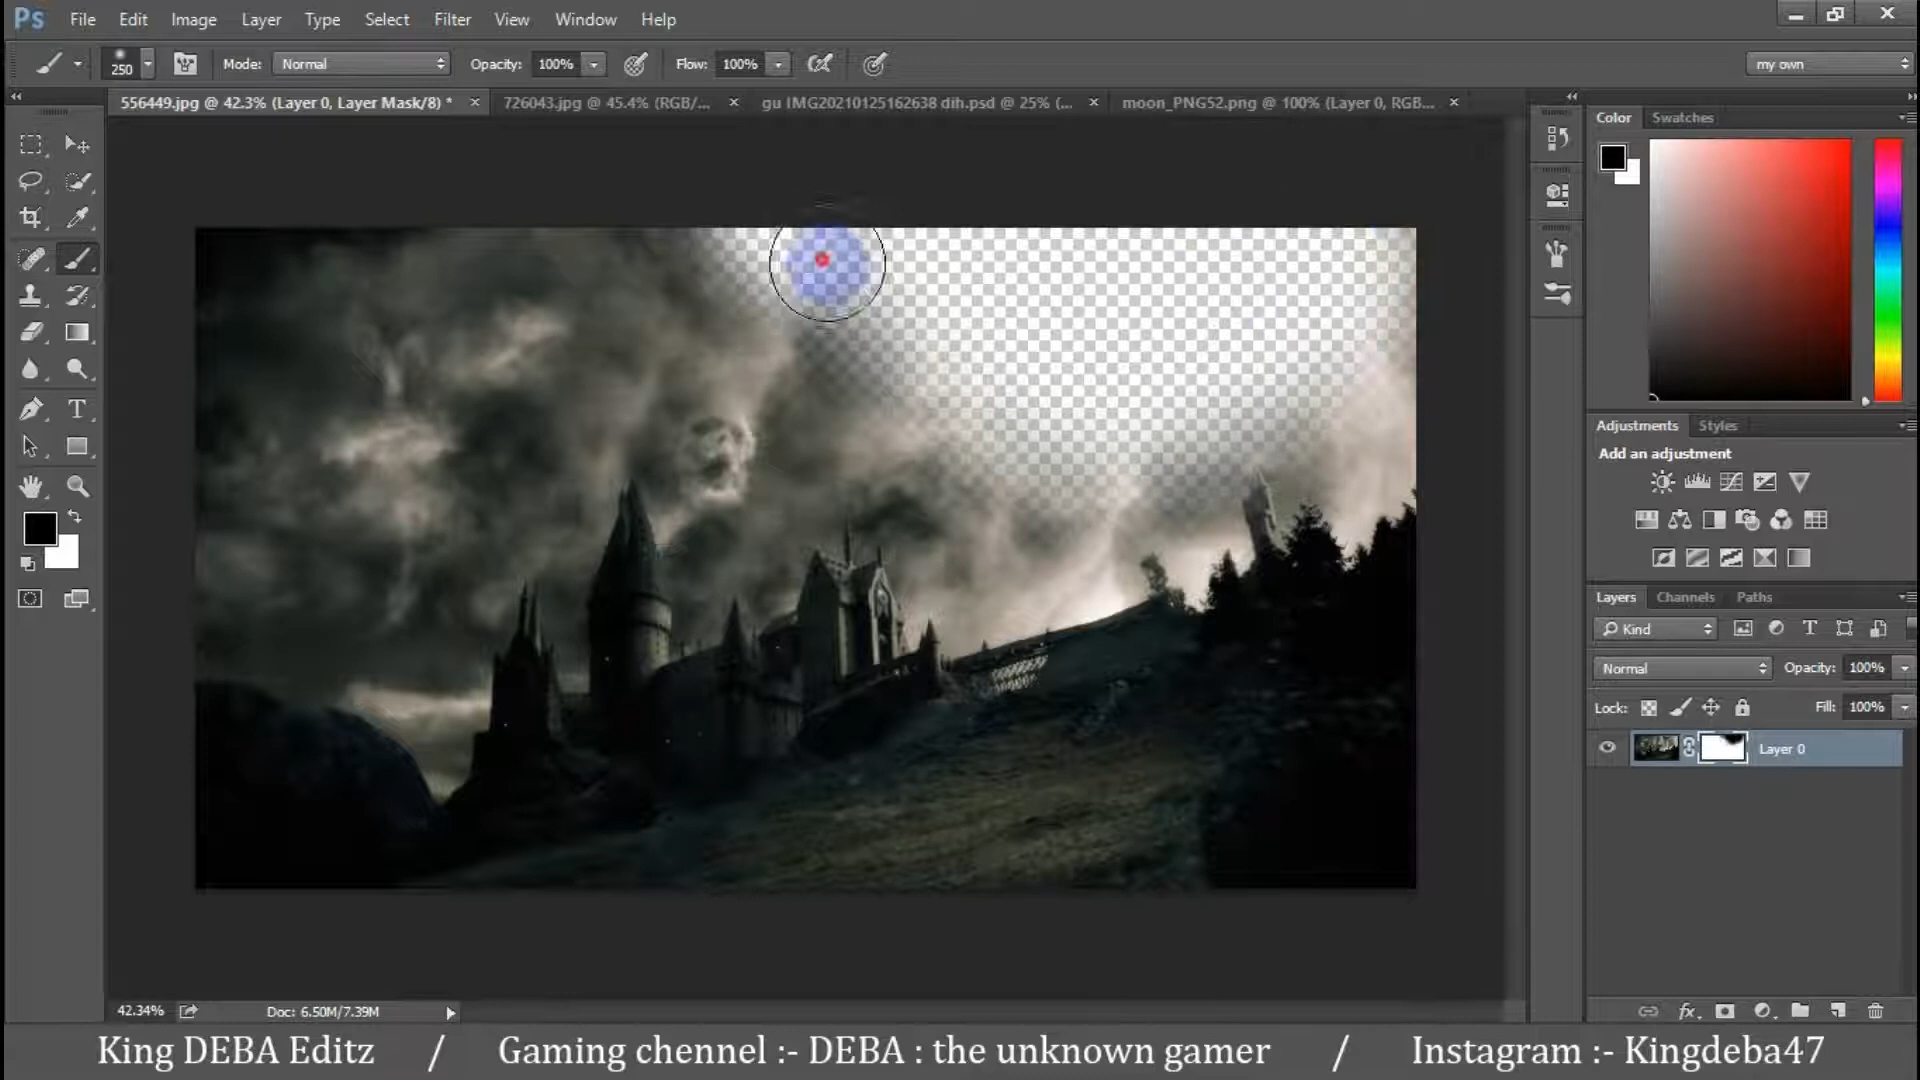 Ps File Edit Image Layer Type Select Filter View Window Help
250 Mode: Normal Opacity: 100% Flow: 100% my own
556449.jpg @ 42.3% (Layer 0, Layer Mask/8) * × 726043.jpg @ 45.4% (RGB/... × gu IMG20210125162638 dih.psd @ 25% (... × moon_PNG52.png @ 100% (Layer 0, RGB... ×
Color Swatches
Adjustments Styles
Add an adjustment
Layers Channels Paths
Kind
Normal Opacity: 100%
Lock: Fill: 100%
Layer 0
42.34% Doc: 6.50M/7.39M
King DEBA Editz / Gaming chennel :- DEBA : the unknown gamer / Instagram :- Kingdeba47